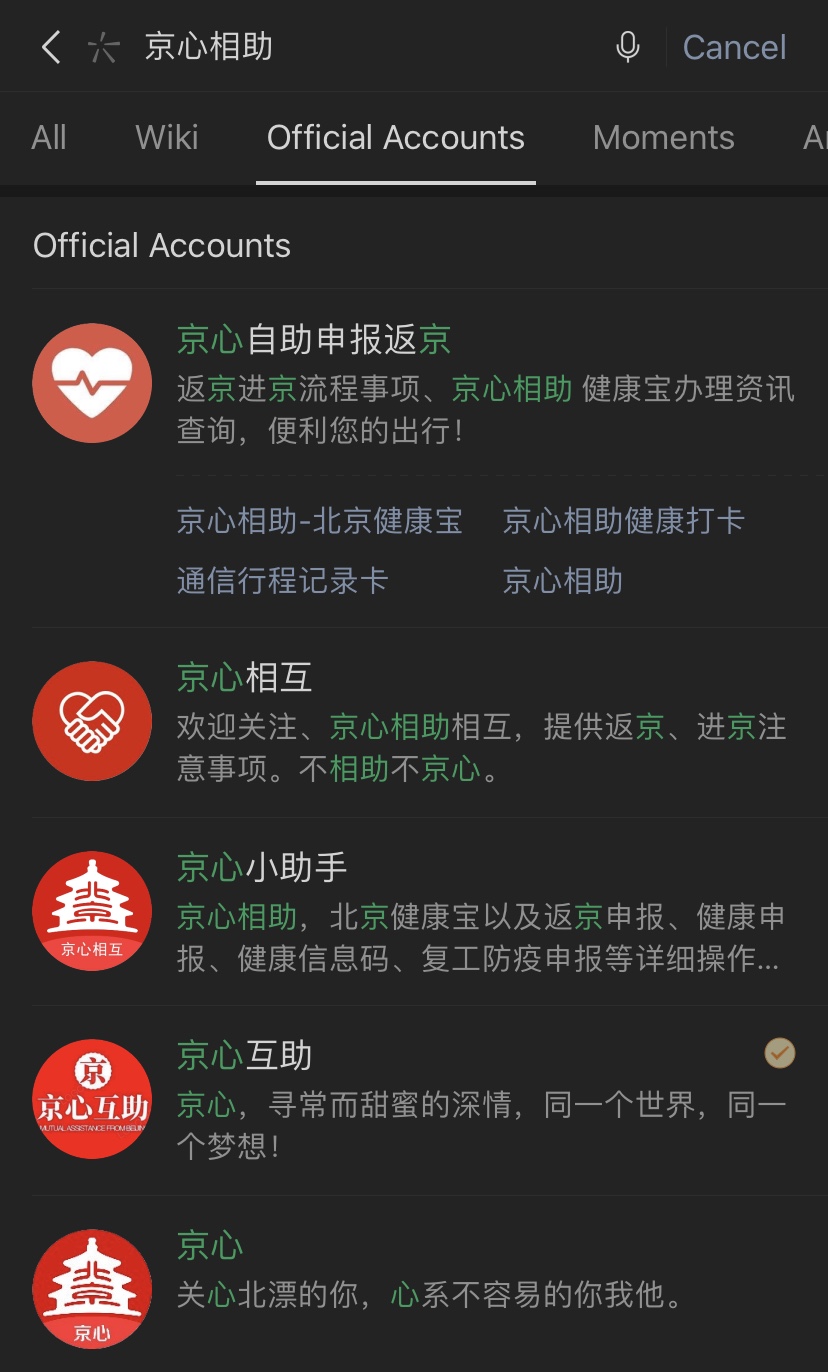 京心相助
Cancel
All
Wiki
Official Accounts
Moments
Official Accounts
京心自助申报返京
返京进京流程事项、京心相助 健康宝办理资讯
查询，便利您的出行！
京心相助-北京健康宝
京心相助健康打卡
通信行程记录卡
京心相助
京心相互
欢迎关注、京心相助相互，提供返京、进京注
意事项。不相助不京心。
京心相互
京心小助手
京心相助，北京健康宝以及返京申报、健康申
报、健康信息码、复工防疫申报等详细操作...
京
京心互助
MUTUAL ASSISTANCE FROM BEIJIN
京心互助
京心，寻常而甜蜜的深情，同一个世界，同一
个梦想！
京心
京心
关心北漂的你，心系不容易的你我他。